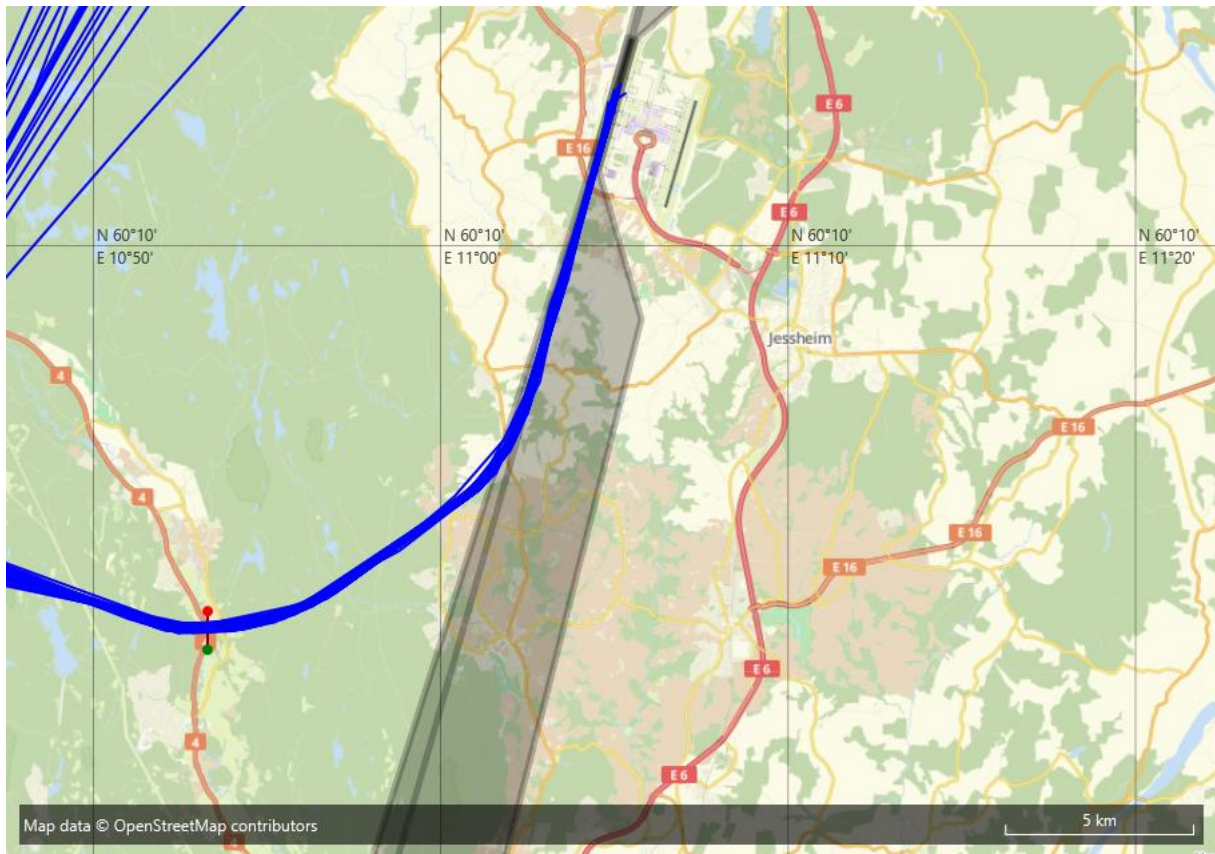 E 6
E 16
E 6
N 60°10'
E 10°50'
N 60°10'
E 11°00'
N 60°10'
E 11°10'
N 60°10'
E 11°20'
Jessheim
4
E 16
4
E 16
E 16
E 6
4
E 6
Map data © OpenStreetMap contributors
5 km